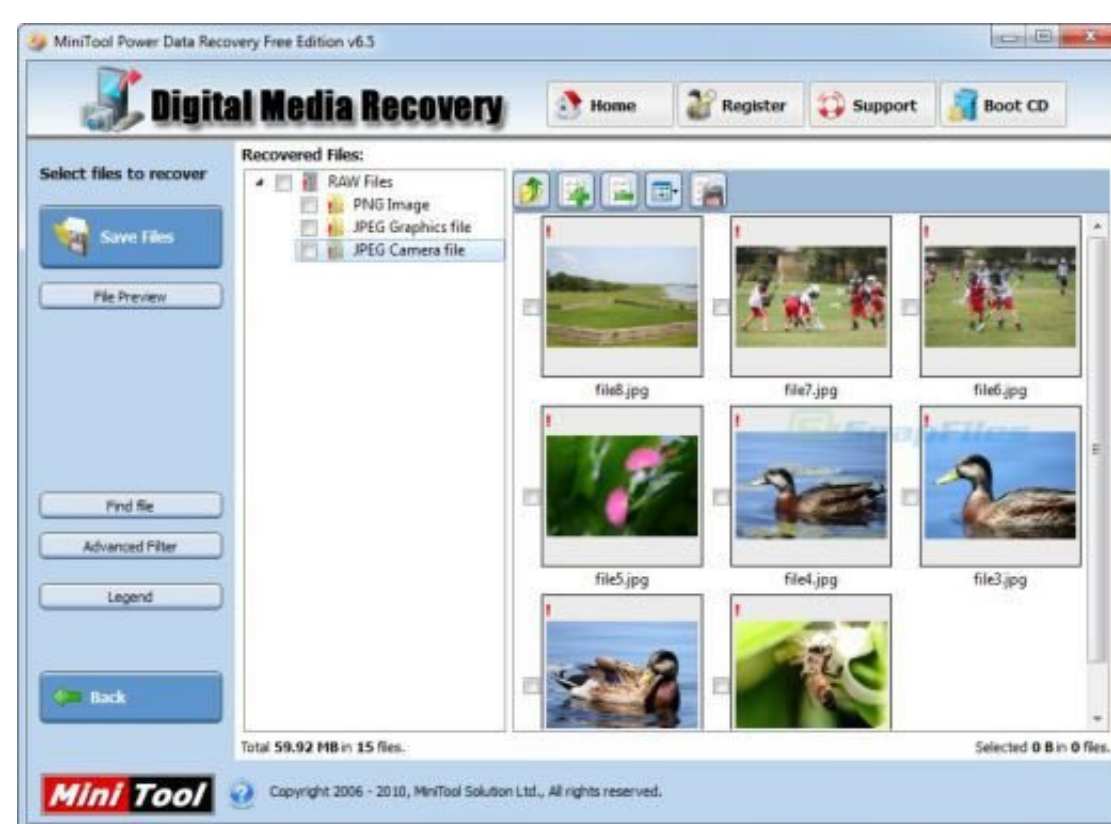 MiniTool Power Data Recovery Free Edition v6.5
Digital Media Recovery
Home
Register
Support
Boot CD
Select files to recover
Save Files
File Preview
Find file
Advanced Filter
Legend
Back
Recovered Files:
RAW Files
PNG Image
JPEG Graphics file
JPEG Camera file
file8.jpg
file7.jpg
file6.jpg
SnapFiles
file5.jpg
file4.jpg
file3.jpg
Total 59.92 MB in 15 files.
Selected 0 B in 0 files.
Mini Tool
Copyright 2006 - 2010, MiniTool Solution Ltd., All rights reserved.